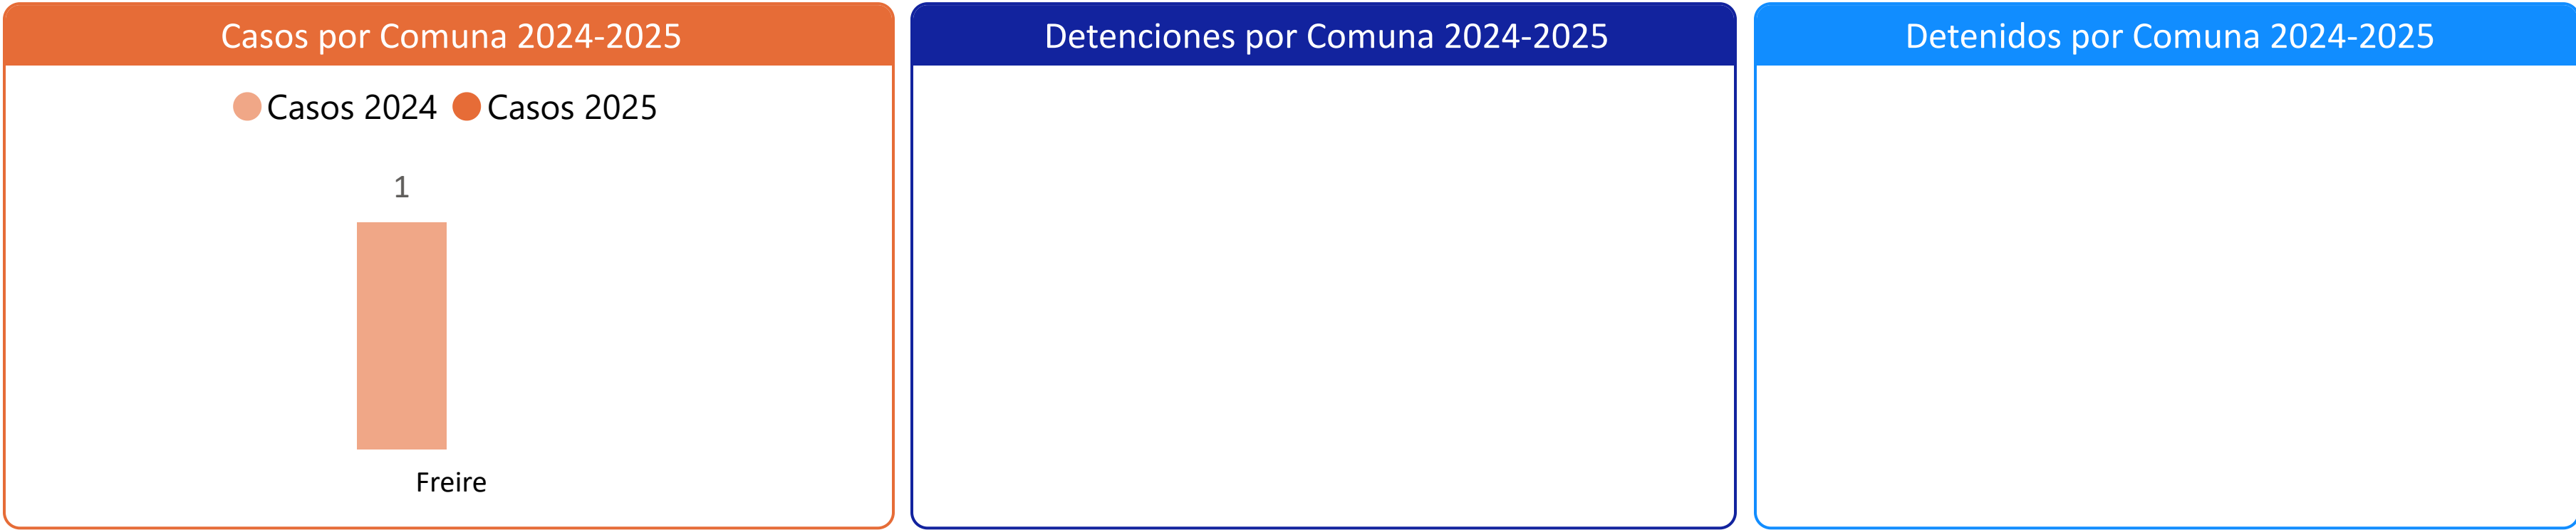 Casos por Comuna 2024-2025
Casos 2024 Casos 2025
1
Freire
Detenciones por Comuna 2024-2025
Detenidos por Comuna 2024-2025